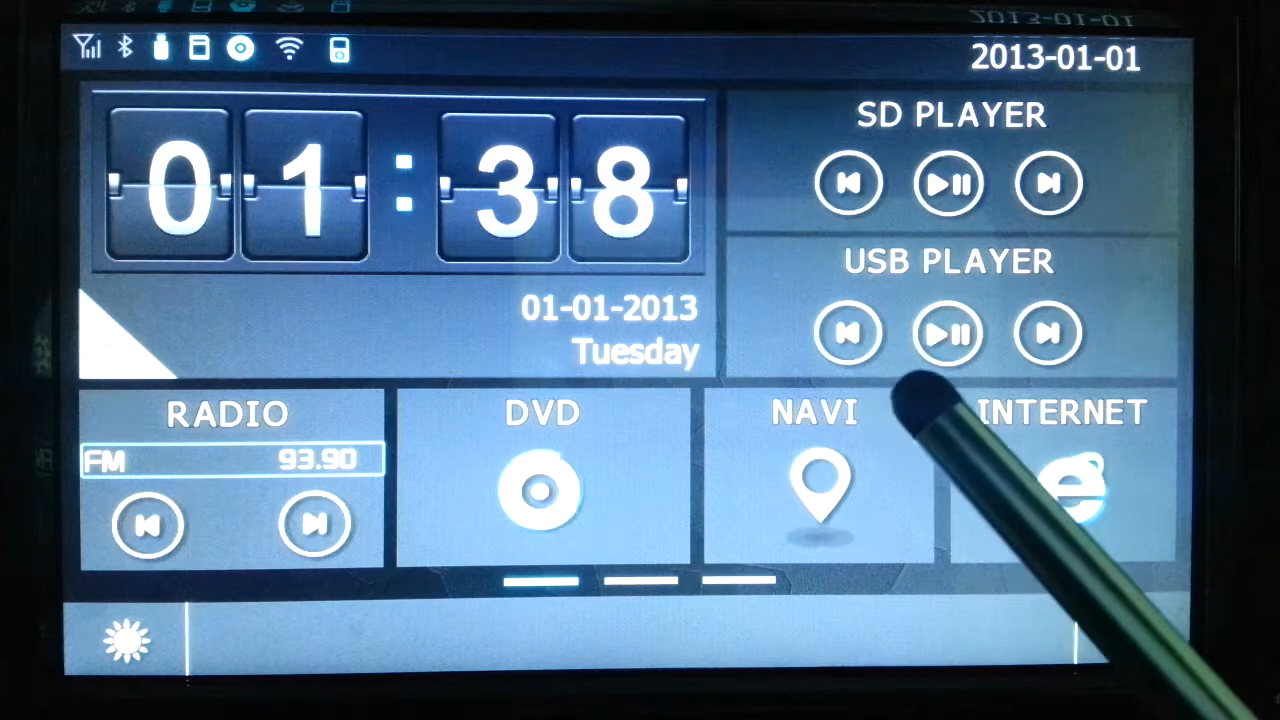 2013-01-01
01:38
01-01-2013
Tuesday
SD PLAYER
USB PLAYER
RADIO
FM 93.90
DVD
NAVI
INTERNET